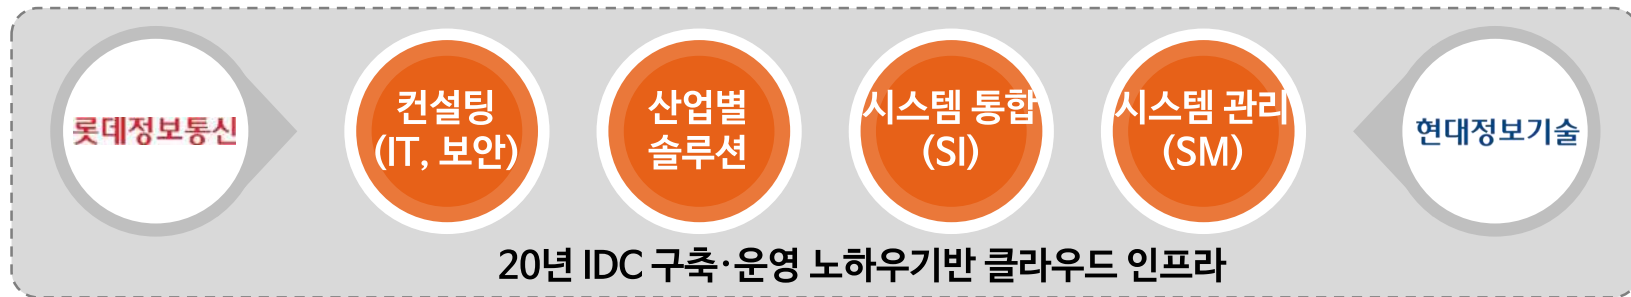 롯데정보통신
컨설팅
(IT, 보안)
산업별
솔루션
시스템 통합
(SI)
시스템 관리
(SM)
현대정보기술
20년 IDC 구축·운영 노하우기반 클라우드 인프라